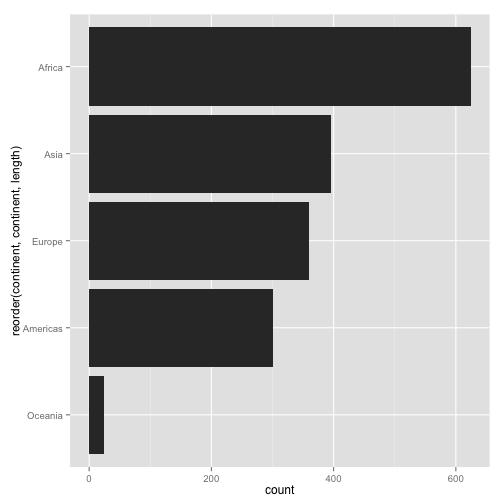 reorder(continent, continent, length)
Africa
Asia
Europe
Americas
Oceania
0 200 400 600
count